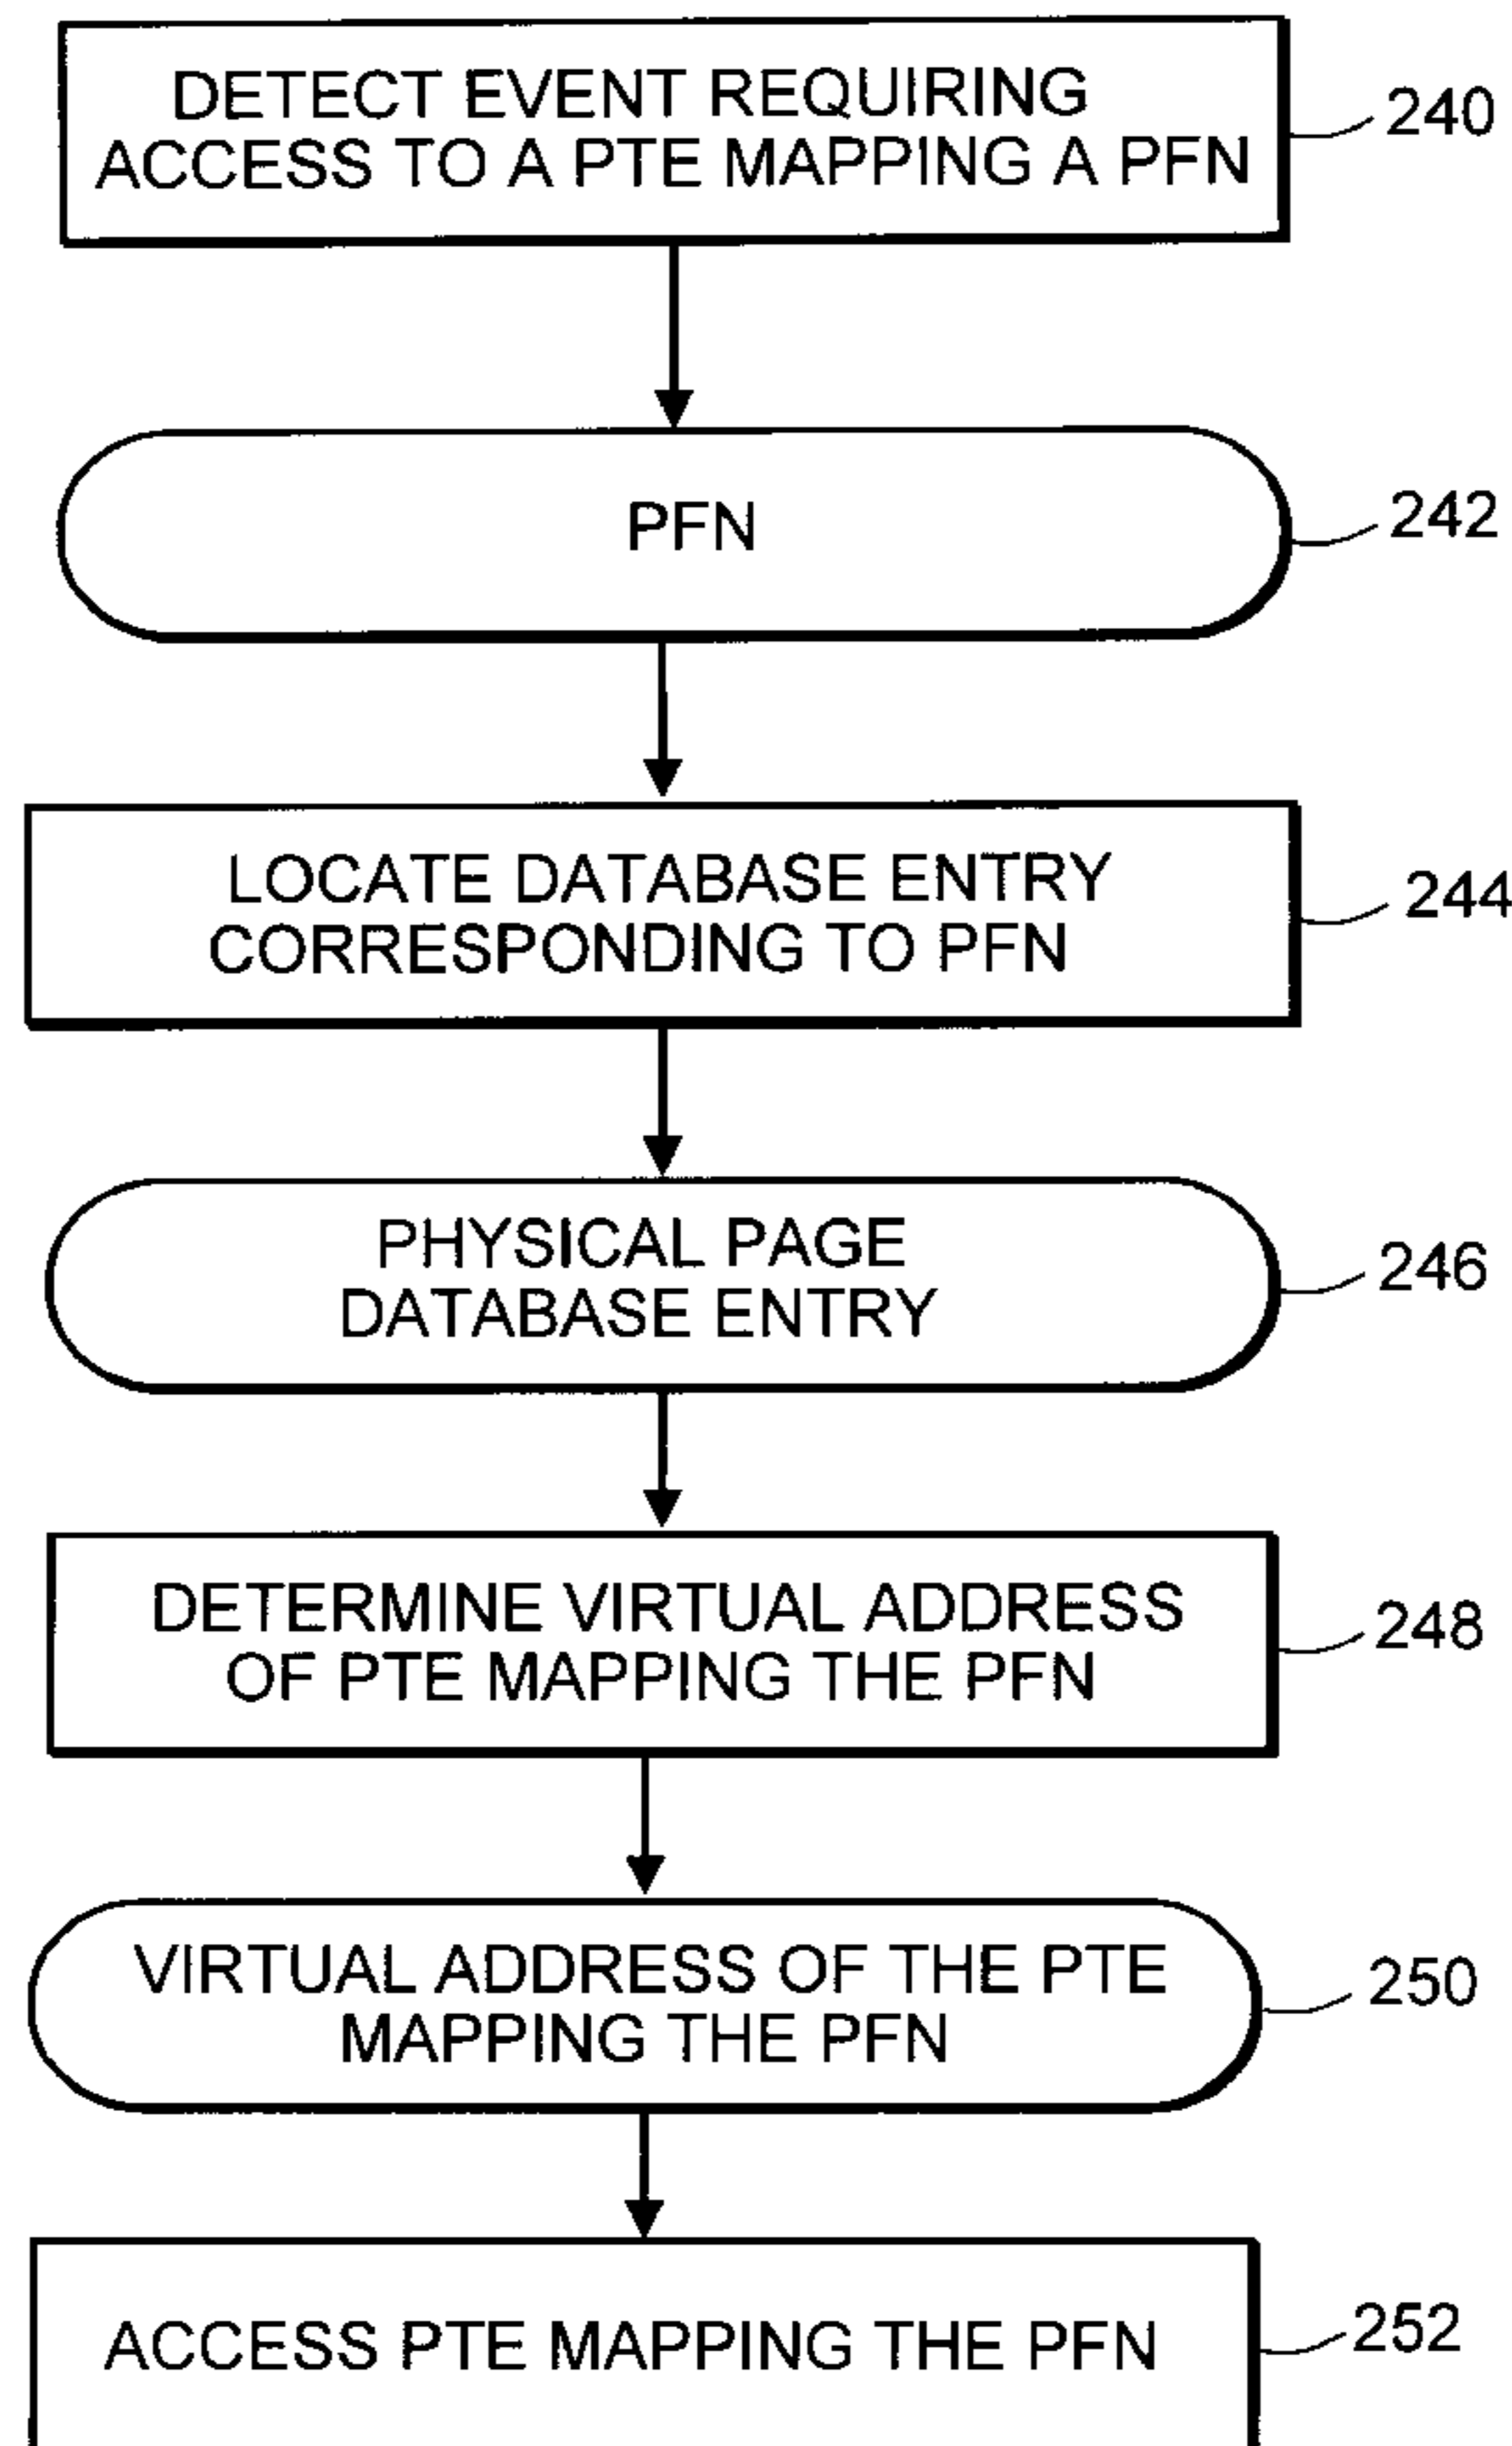 DETECT EVENT REQUIRING
ACCESS TO A PTE MAPPING A PFN
240
PFN
242
LOCATE DATABASE ENTRY
CORRESPONDING TO PFN
244
PHYSICAL PAGE
DATABASE ENTRY
246
DETERMINE VIRTUAL ADDRESS
OF PTE MAPPING THE PFN
248
VIRTUAL ADDRESS OF THE PTE
MAPPING THE PFN
250
ACCESS PTE MAPPING THE PFN
252